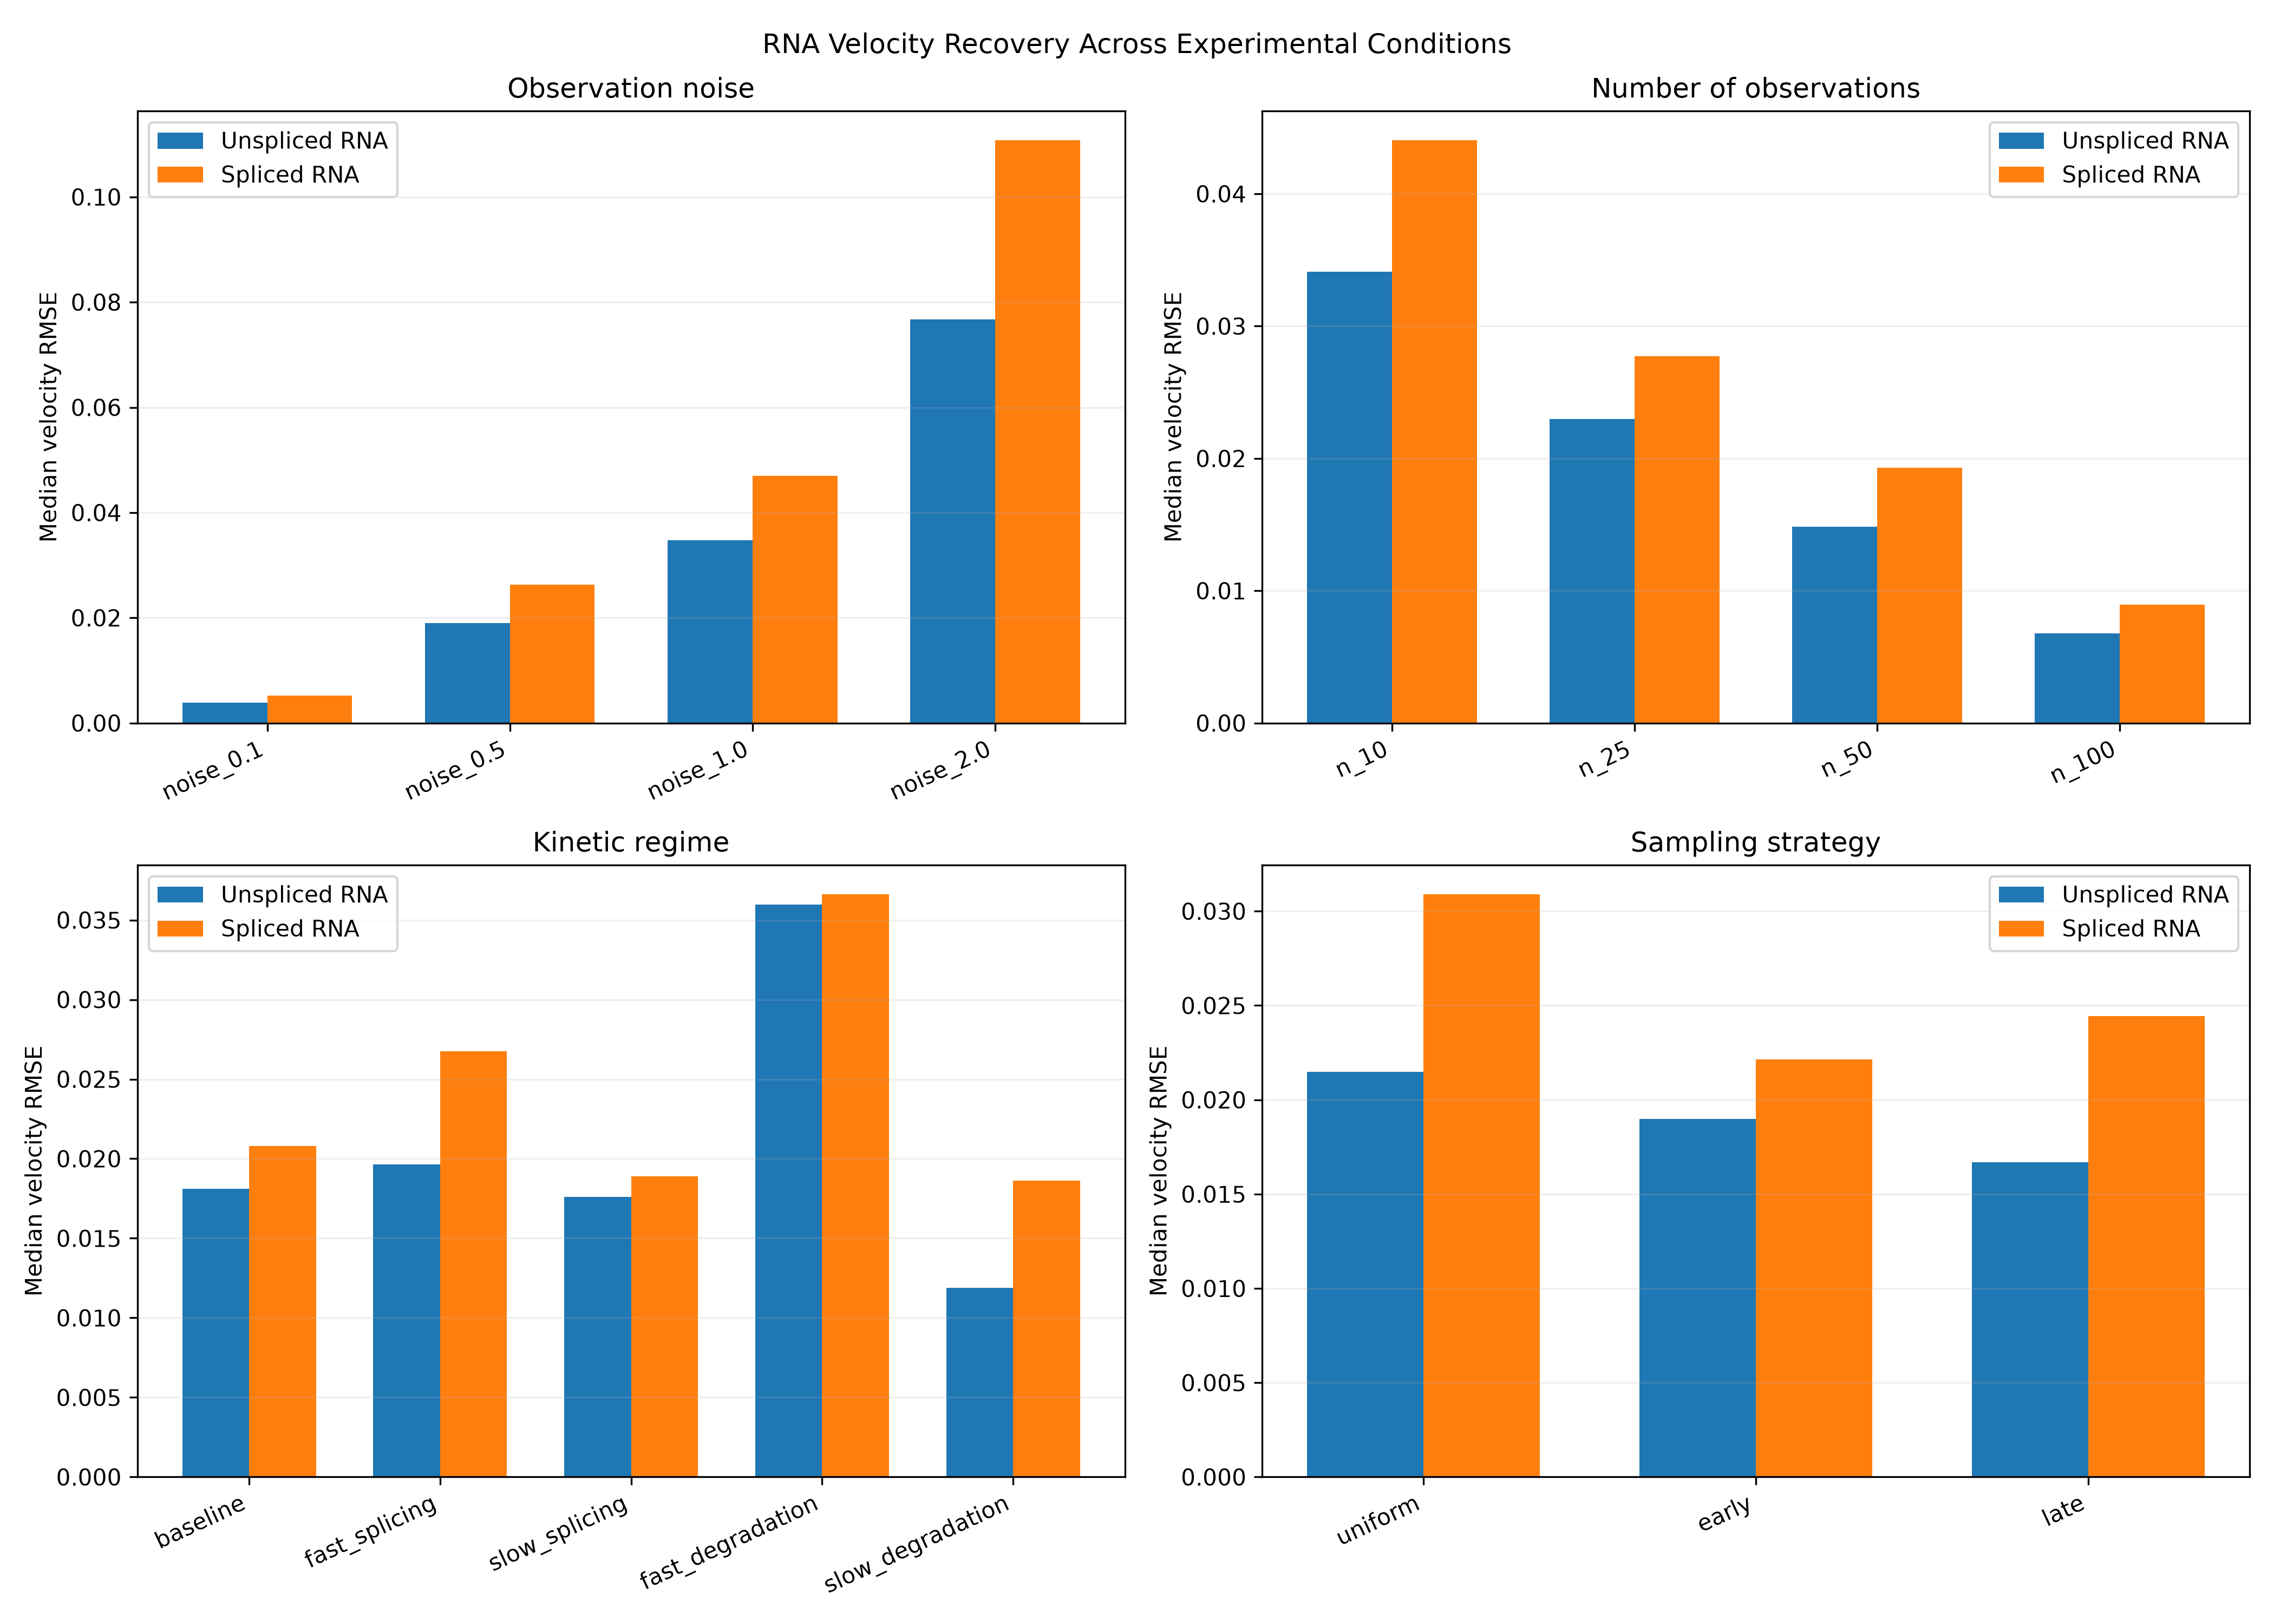 RNA Velocity Recovery Across Experimental Conditions
Observation noise
Unspliced RNA
Spliced RNA
Median velocity RMSE
0.10
0.08
0.06
0.04
0.02
0.00
noise_0.1
noise_0.5
noise_1.0
noise_2.0
Number of observations
Unspliced RNA
Spliced RNA
Median velocity RMSE
0.04
0.03
0.02
0.01
0.00
n_10
n_25
n_50
n_100
Kinetic regime
Unspliced RNA
Spliced RNA
Median velocity RMSE
0.035
0.030
0.025
0.020
0.015
0.010
0.005
0.000
baseline
fast_splicing
slow_splicing
fast_degradation
slow_degradation
Sampling strategy
Unspliced RNA
Spliced RNA
Median velocity RMSE
0.030
0.025
0.020
0.015
0.010
0.005
0.000
uniform
early
late